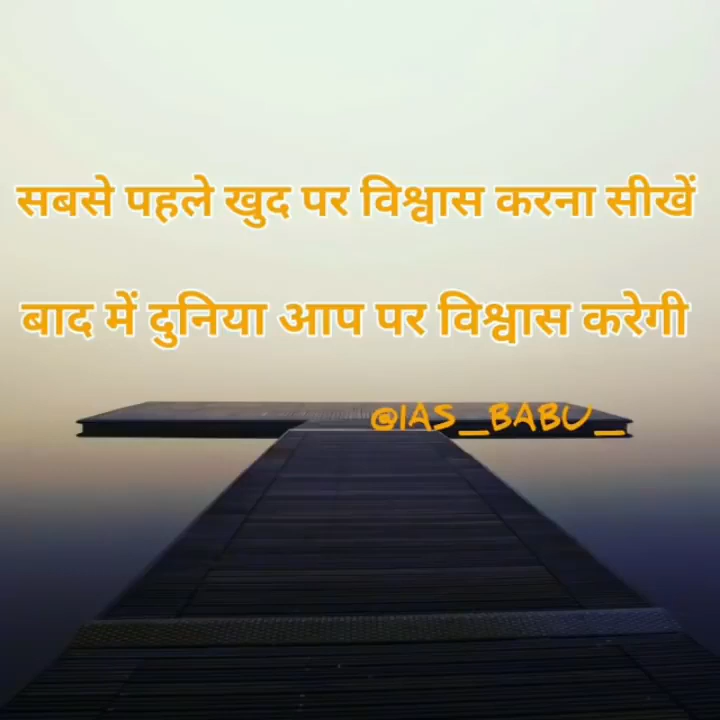 सबसे पहले खुद पर विश्वास करना सीखें
बाद में दुनिया आप पर विश्वास करेगी
@IAS_BABU_